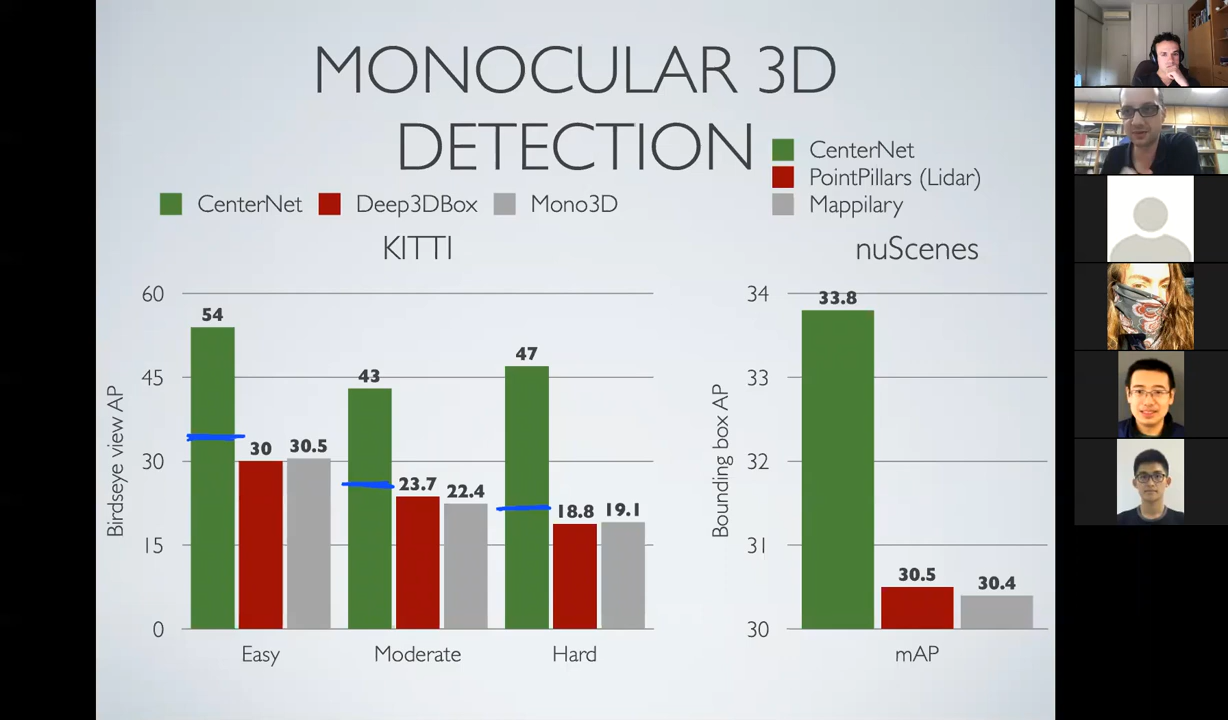 MONOCULAR 3D
DETECTION
CenterNet
PointPillars (Lidar)
Mappilary
CenterNet Deep3DBox Mono3D
KITTI
nuScenes
Birdseye view AP
60
45
30
15
0
54
30
30.5
43
23.7
22.4
47
18.8
19.1
Easy Moderate Hard
Bounding box AP
34
33
32
31
30
33.8
30.5
30.4
mAP